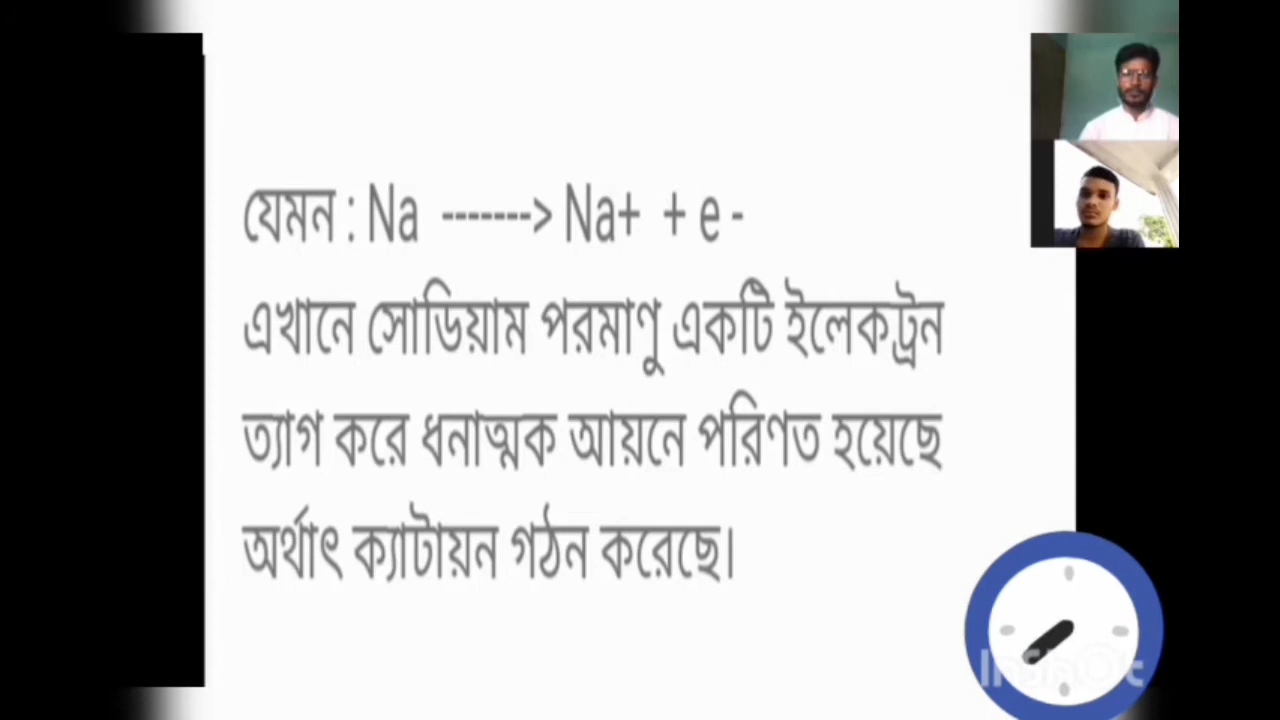 যেমন : Na -------> Na+ + e -
এখানে সোডিয়াম পরমাণু একটি ইলেকট্রন
ত্যাগ করে ধনাত্মক আয়নে পরিণত হয়েছে
অর্থাৎ ক্যাটায়ন গঠন করেছে।
InShOt